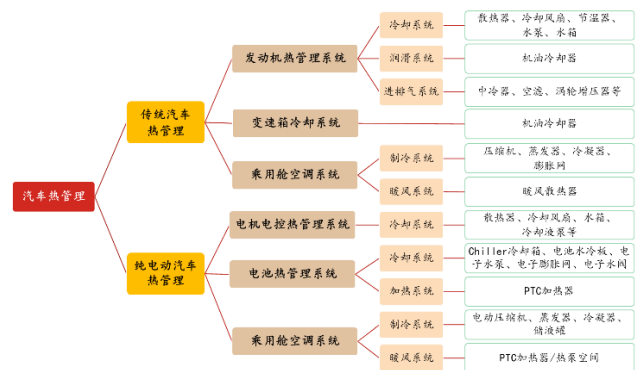 汽车热管理
传统汽车
热管理
发动机热管理系统
冷却系统
散热器、冷却风扇、节温器、
水泵、水箱
润滑系统
机油冷却器
进排气系统
中冷器、空滤、涡轮增压器等
变速箱冷却系统
机油冷却器
乘用舱空调系统
制冷系统
压缩机、蒸发器、冷凝器、
膨胀阀
暖风系统
暖风散热器
纯电动汽车
热管理
电机电控热管理系统
冷却系统
散热器、冷却风扇、水箱、
冷却液泵等
电池热管理系统
冷却系统
Chiller冷却箱、电池水冷板、电
子水泵、电子膨胀阀、电子水阀
加热系统
PTC加热器
乘用舱空调系统
制冷系统
电动压缩机、蒸发器、冷凝器、
储液罐
暖风系统
PTC加热器/热泵空间